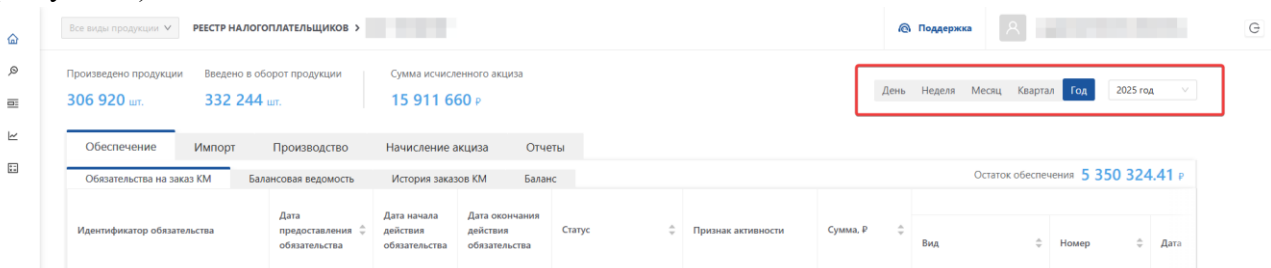 Все виды продукции РЕЕСТР НАЛОГОПЛАТЕЛЬЩИКОВ > Поддержка
Произведено продукции Введено в оборот продукции Сумма исчисленного акциза
306 920 шт. 332 244 шт. 15 911 660 ₽
День Неделя Месяц Квартал Год 2025 год
Обеспечение Импорт Производство Начисление акциза Отчеты
Обязательства на заказ КМ Балансовая ведомость История заказов КМ Баланс Остаток обеспечения 5 350 324.41 ₽
Идентификатор обязательства
Дата
предоставления
обязательства
Дата начала
действия
обязательства
Дата окончания
действия
обязательства
Статус
Признак активности
Сумма, ₽
Вид
Номер
Дата